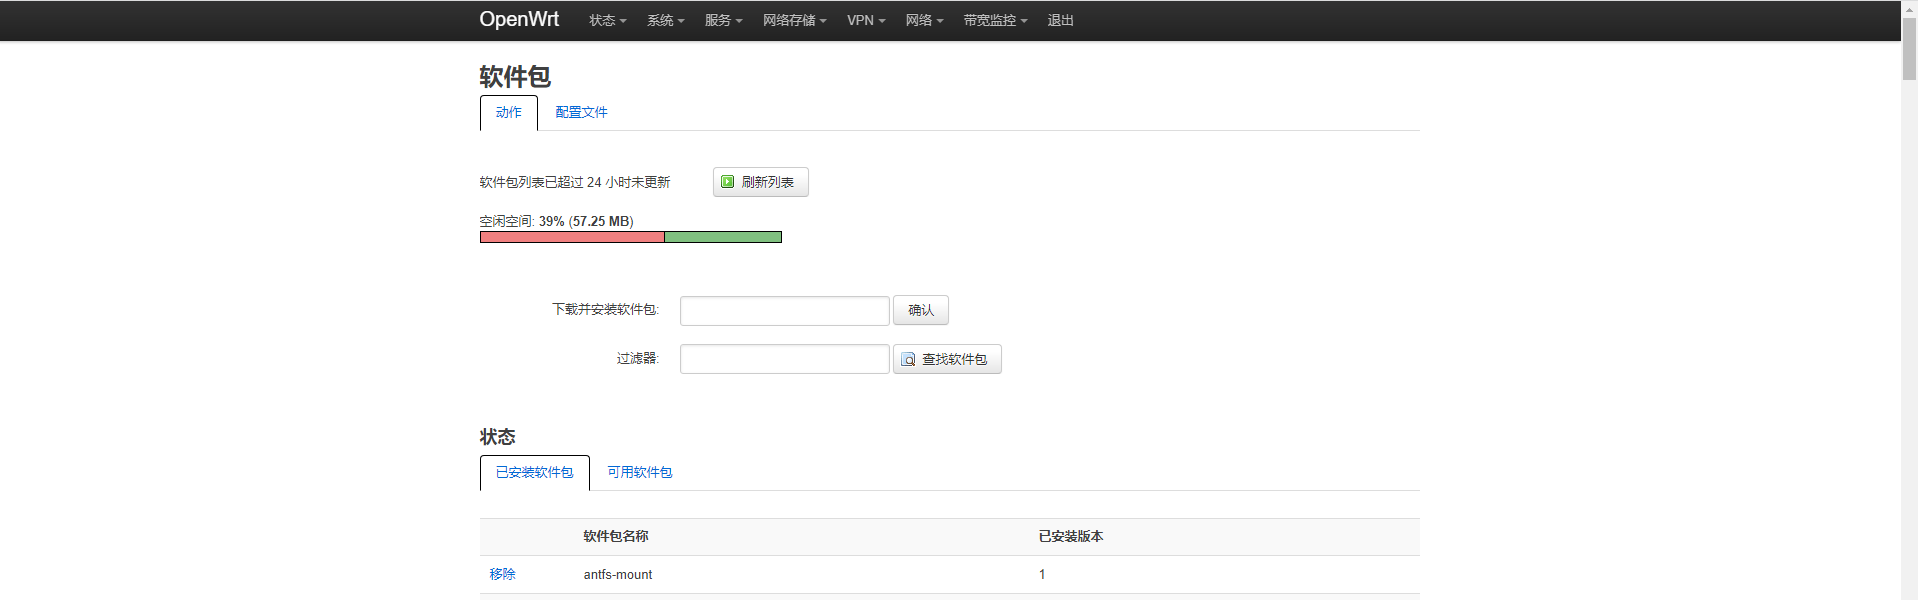 OpenWrt 状态 系统 服务 网络存储 VPN 网络 带宽监控 退出
软件包
动作 配置文件
软件包列表已超过 24 小时未更新 刷新列表
空闲空间: 39% (57.25 MB)
下载并安装软件包: 确认
过滤器: 查找软件包
状态
已安装软件包 可用软件包
软件包名称 已安装版本
移除 antfs-mount 1